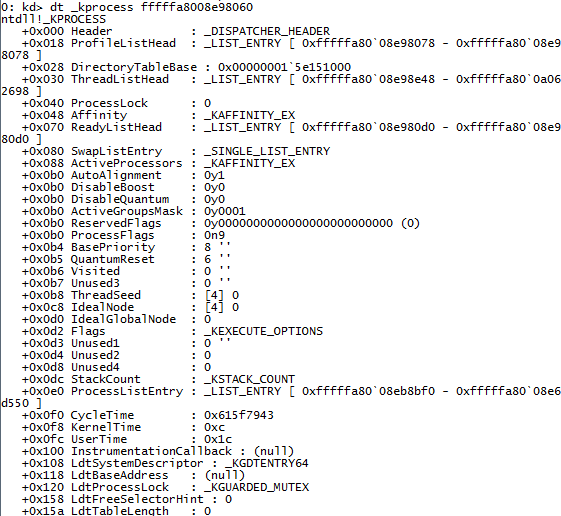 0: kd> dt _kprocess fffffa8008e98060
ntdll!_KPROCESS
+0x000 Header : _DISPATCHER_HEADER
+0x018 ProfileListHead : _LIST_ENTRY [ 0xfffffa80`08e98078 - 0xfffffa80`08e9
8078 ]
+0x028 DirectoryTableBase : 0x00000001`5e151000
+0x030 ThreadListHead : _LIST_ENTRY [ 0xfffffa80`08e98e48 - 0xfffffa80`0a06
2698 ]
+0x040 ProcessLock : 0
+0x048 Affinity : _KAFFINITY_EX
+0x070 ReadyListHead : _LIST_ENTRY [ 0xfffffa80`08e980d0 - 0xfffffa80`08e9
80d0 ]
+0x080 SwapListEntry : _SINGLE_LIST_ENTRY
+0x088 ActiveProcessors : _KAFFINITY_EX
+0x0b0 AutoAlignment : 0y1
+0x0b0 DisableBoost : 0y0
+0x0b0 DisableQuantum : 0y0
+0x0b0 ActiveGroupsMask : 0y0001
+0x0b0 ReservedFlags : 0y0000000000000000000000000 (0)
+0x0b0 ProcessFlags : 0n9
+0x0b4 BasePriority : 8 ''
+0x0b5 QuantumReset : 6 ''
+0x0b6 Visited : 0 ''
+0x0b7 Unused3 : 0 ''
+0x0b8 ThreadSeed : [4] 0
+0x0c8 IdealNode : [4] 0
+0x0d0 IdealGlobalNode : 0
+0x0d2 Flags : _KEXECUTE_OPTIONS
+0x0d3 Unused1 : 0 ''
+0x0d4 Unused2 : 0
+0x0d8 Unused4 : 0
+0x0dc StackCount : _KSTACK_COUNT
+0x0e0 ProcessListEntry : _LIST_ENTRY [ 0xfffffa80`08eb8bf0 - 0xfffffa80`08e6
d550 ]
+0x0f0 CycleTime : 0x615f7943
+0x0f8 KernelTime : 0xc
+0x0fc UserTime : 0x1c
+0x100 InstrumentationCallback : (null)
+0x108 LdtSystemDescriptor : _KGDTENTRY64
+0x118 LdtBaseAddress : (null)
+0x120 LdtProcessLock : _KGUARDED_MUTEX
+0x158 LdtFreeSelectorHint : 0
+0x15a LdtTableLength : 0